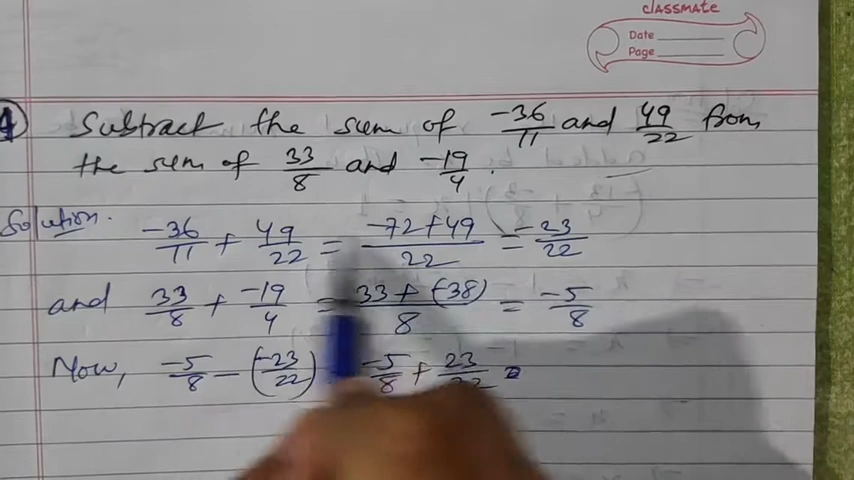 classmate
Date
Page
4 Subtract the sum of -36/11 and 49/22 from
the sum of 33/8 and -19/4.
Solution.
-36/11 + 49/22 = -72+49/22 = -23/22
and 33/8 + -19/4 = 33+(-38)/8 = -5/8
Now, -5/8 - (-23/22) -5/8 + 23/22 =